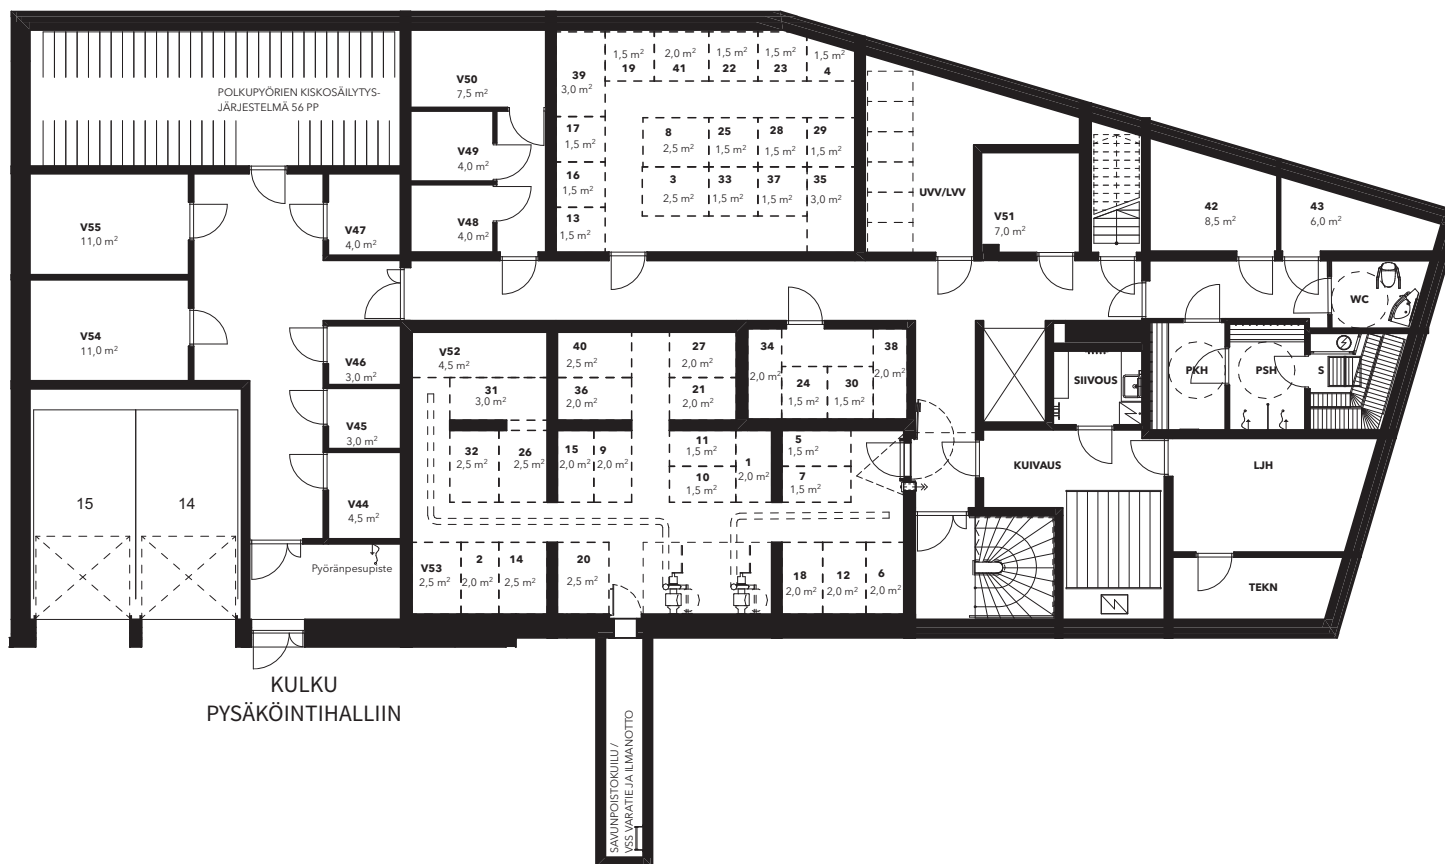 POLKUPYÖRIEN KISKOSÄILYTYS-
JÄRJESTELMÄ 56 PP
V50
7,5 m²
39
3,0 m²
1,5 m²
19
2,0 m²
41
1,5 m²
22
1,5 m²
23
1,5 m²
4
V49
4,0 m²
17
1,5 m²
8
2,5 m²
25
1,5 m²
28
1,5 m²
29
1,5 m²
16
1,5 m²
3
2,5 m²
33
1,5 m²
37
1,5 m²
35
3,0 m²
V48
4,0 m²
13
1,5 m²
UVV/LVV
V51
7,0 m²
42
8,5 m²
43
6,0 m²
V55
11,0 m²
V47
4,0 m²
V54
11,0 m²
WC
V46
3,0 m²
V52
4,5 m²
40
2,5 m²
27
2,0 m²
34
2,0 m²
38
2,0 m²
31
3,0 m²
36
2,0 m²
21
2,0 m²
24
1,5 m²
30
1,5 m²
SIIVOUS
PKH
PSH
S
V45
3,0 m²
32
2,5 m²
26
2,5 m²
15
2,0 m²
9
2,0 m²
11
1,5 m²
10
1,5 m²
1
2,0 m²
5
1,5 m²
7
1,5 m²
KUIVAUS
LJH
15
14
V44
4,5 m²
Pyöränpesupiste
V53
2,5 m²
2
2,0 m²
14
2,5 m²
20
2,5 m²
18
2,0 m²
12
2,0 m²
6
2,0 m²
TEKN
KULKU
PYSÄKÖINTIHALLIIN
SAVUNPOISTOKUILU /
VSS VARATIE JA ILMANOTTO